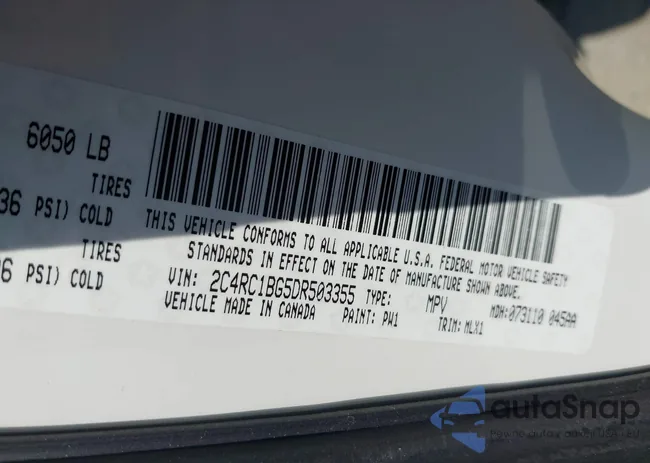 6050 LB
TIRES
36 PSI) COLD
TIRES
36 PSI) COLD
THIS VEHICLE CONFORMS TO ALL APPLICABLE U.S.A. FEDERAL MOTOR VEHICLE SAFETY
STANDARDS IN EFFECT ON THE DATE OF MANUFACTURE SHOWN ABOVE.
VIN: 2C4RC1BG5DR503355 TYPE: MPV MDH: 073110 045AA
VEHICLE MADE IN CANADA PAINT: PW1 TRIM: MLX1
autoSnap